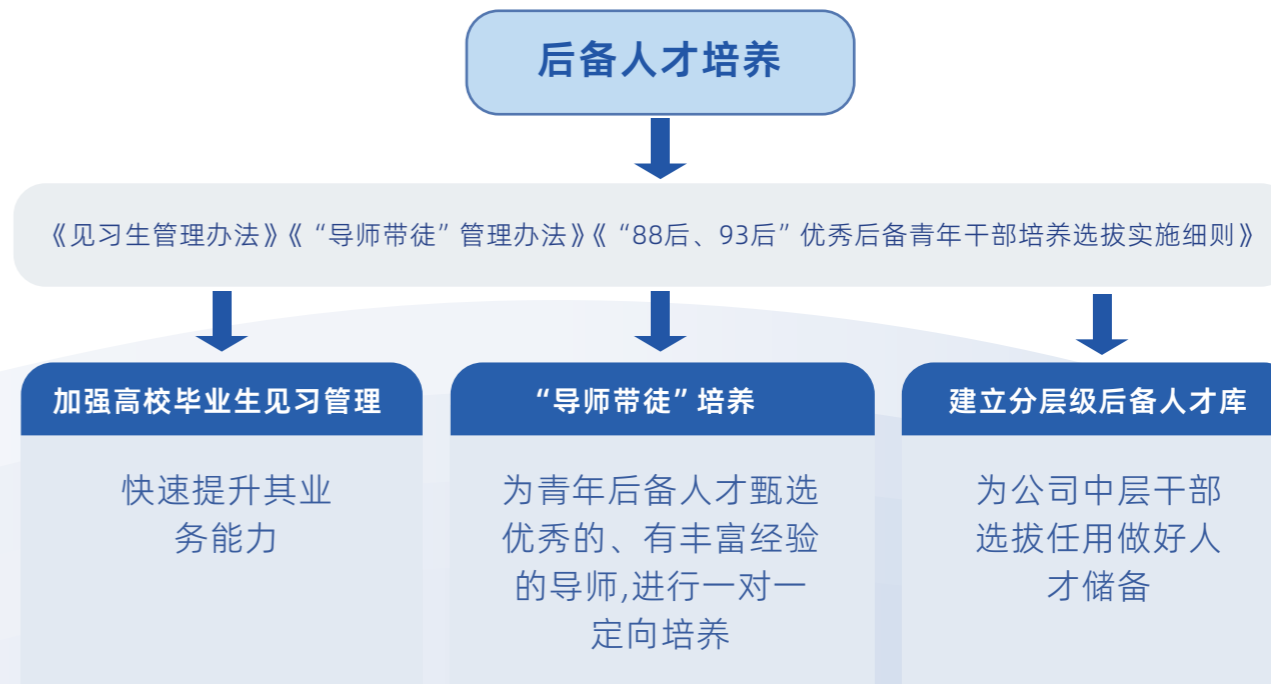 后备人才培养
《见习生管理办法》《“导师带徒”管理办法》《“88后、93后”优秀后备青年干部培养选拔实施细则》
加强高校毕业生见习管理
快速提升其业
务能力
“导师带徒”培养
为青年后备人才甄选
优秀的、有丰富经验
的导师,进行一对一
定向培养
建立分层级后备人才库
为公司中层干部
选拔任用做好人
才储备